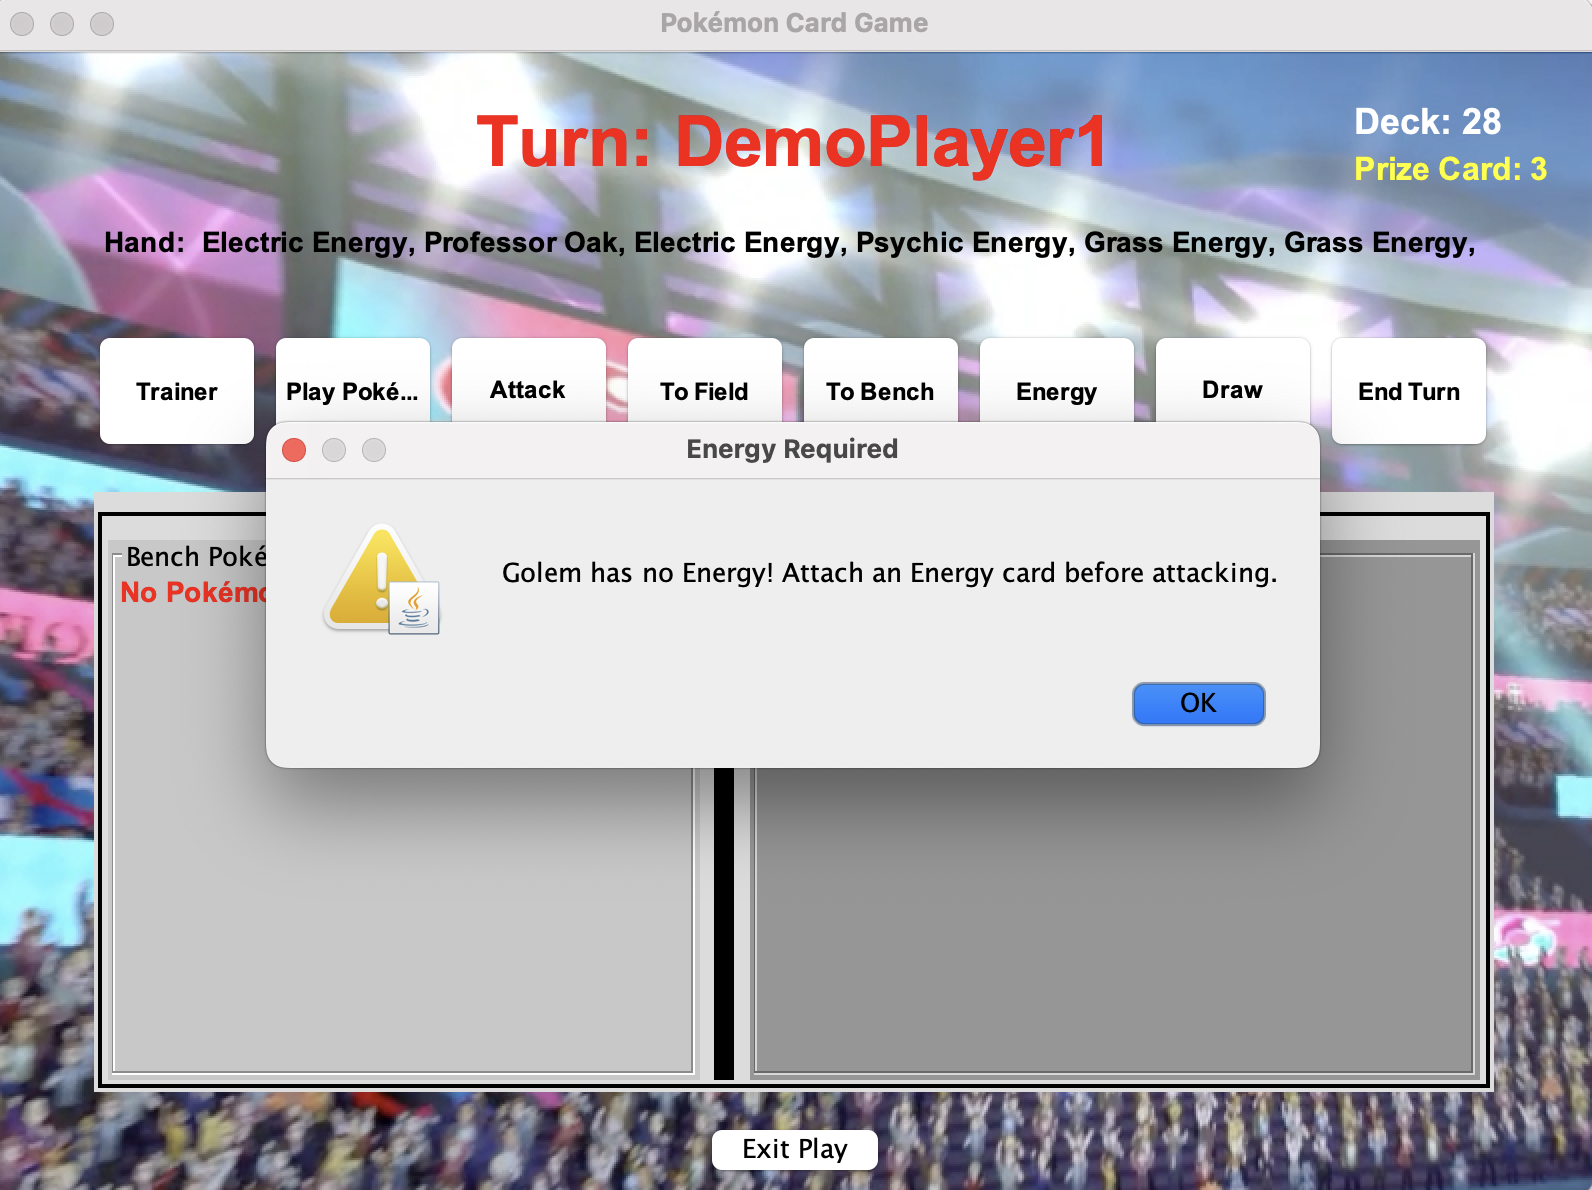 Pokémon Card Game
Turn: DemoPlayer1
Deck: 28
Prize Card: 3
Hand:  Electric Energy, Professor Oak, Electric Energy, Psychic Energy, Grass Energy, Grass Energy,
Trainer
Play Poké...
Attack
To Field
To Bench
Energy
Draw
End Turn
Energy Required
Bench Poké
No Pokémo
Golem has no Energy! Attach an Energy card before attacking.
OK
Exit Play